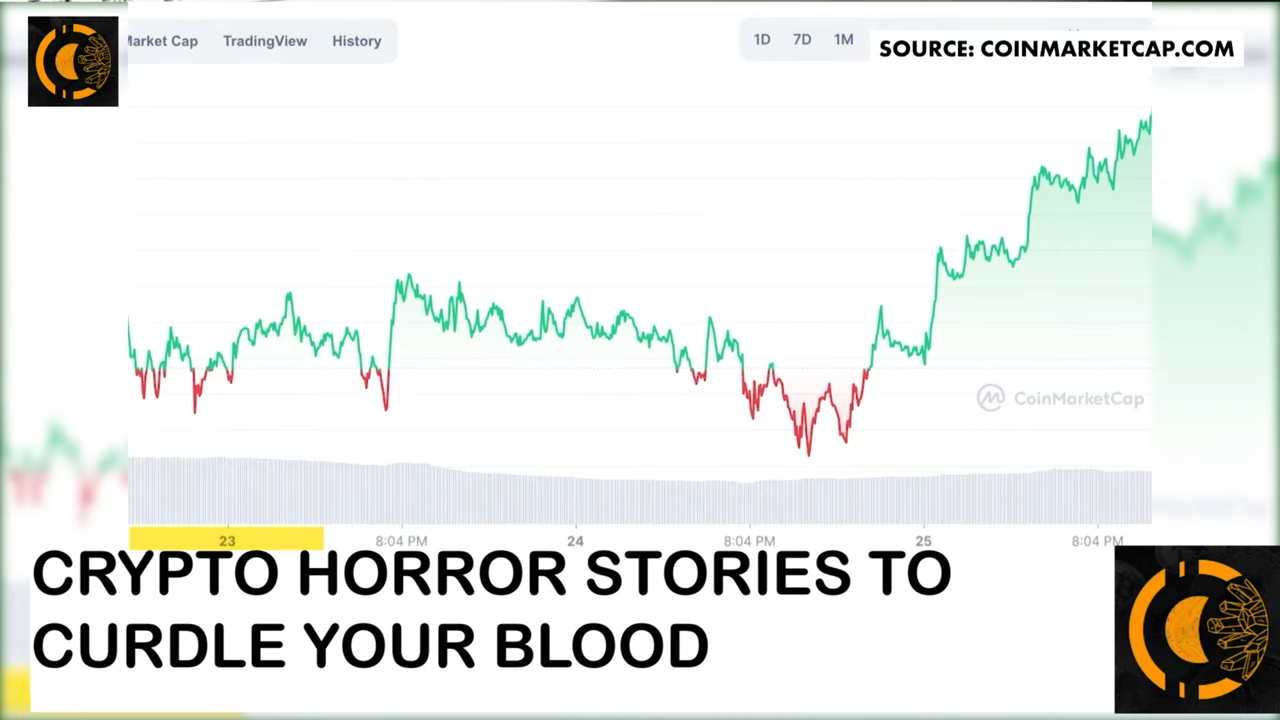 Market Cap TradingView History 1D 7D 1M
SOURCE: COINMARKETCAP.COM
CoinMarketCap
23 8:04 PM 24 8:04 PM 25 8:04 PM
CRYPTO HORROR STORIES TO
CURDLE YOUR BLOOD